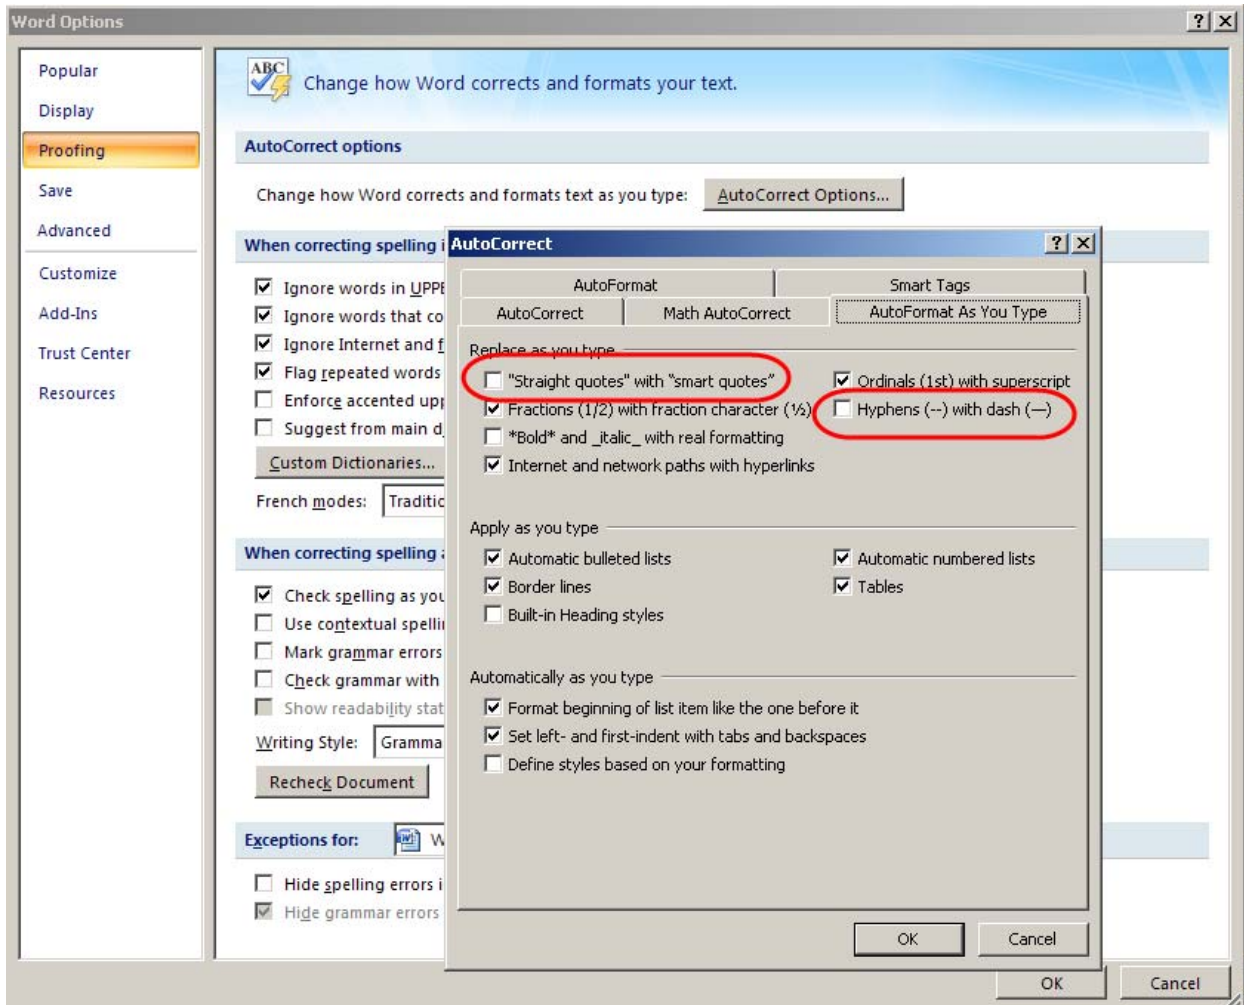 Word Options
Popular
Display
Proofing
Save
Advanced
Customize
Add-Ins
Trust Center
Resources
Change how Word corrects and formats your text.
AutoCorrect options
Change how Word corrects and formats text as you type: AutoCorrect Options...
When correcting spelling i
Ignore words in UPPE
Ignore words that co
Ignore Internet and f
Flag repeated words
Enforce accented upp
Suggest from main d
Custom Dictionaries...
French modes: Traditio
When correcting spelling a
Check spelling as you
Use contextual spelli
Mark grammar errors
Check grammar with
Show readability stat
Writing Style: Gramma
Recheck Document
Exceptions for: W
Hide spelling errors i
Hide grammar errors
AutoCorrect
AutoFormat Smart Tags
AutoCorrect Math AutoCorrect AutoFormat As You Type
Replace as you type
"Straight quotes" with “smart quotes” Ordinals (1st) with superscript
Fractions (1/2) with fraction character (½) Hyphens (--) with dash (—)
*Bold* and _italic_ with real formatting
Internet and network paths with hyperlinks
Apply as you type
Automatic bulleted lists Automatic numbered lists
Border lines Tables
Built-in Heading styles
Automatically as you type
Format beginning of list item like the one before it
Set left- and first-indent with tabs and backspaces
Define styles based on your formatting
OK Cancel
OK Cancel